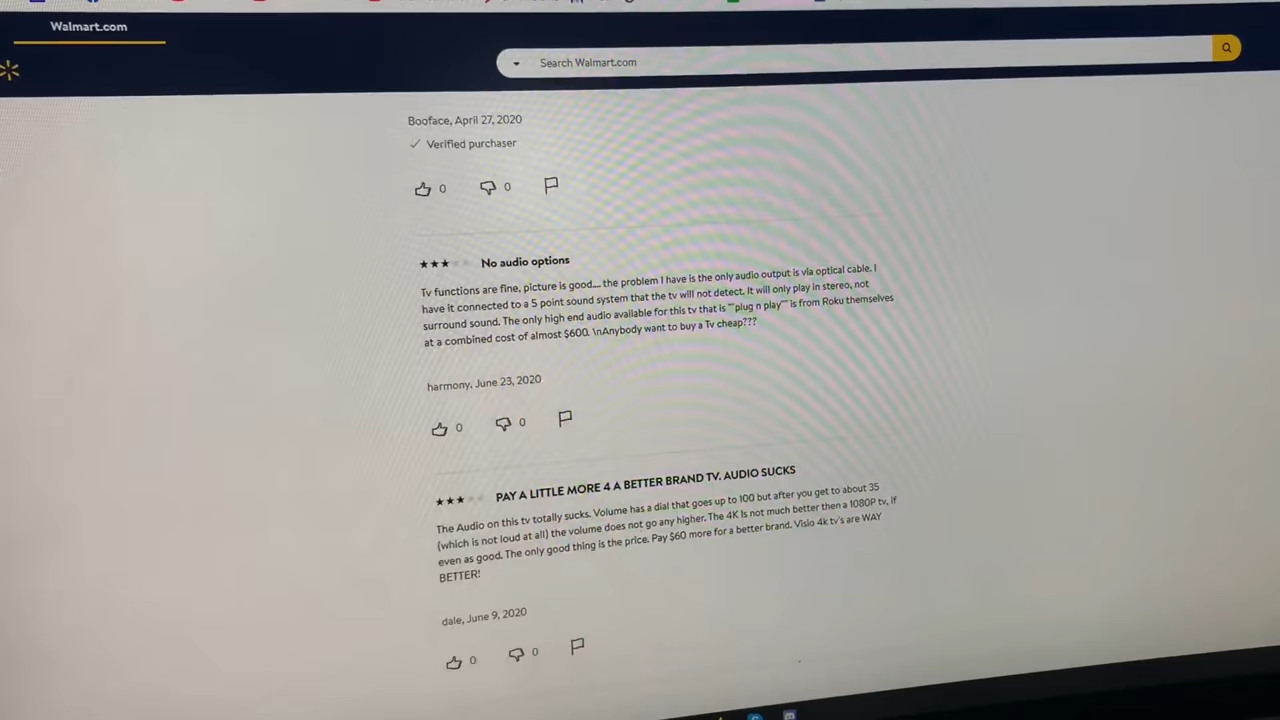 Walmart.com
Search Walmart.com
Booface, April 27, 2020
Verified purchaser
0 0
No audio options
Tv functions are fine, picture is good.... the problem I have is the only audio output is via optical cable. I
have it connected to a 5 point sound system that the tv will not detect. It will only play in stereo, not
surround sound. The only high end audio available for this tv that is ""plug n play"" is from Roku themselves
at a combined cost of almost $600. \nAnybody want to buy a Tv cheap???
harmony, June 23, 2020
0 0
PAY A LITTLE MORE 4 A BETTER BRAND TV. AUDIO SUCKS
The Audio on this tv totally sucks. Volume has a dial that goes up to 100 but after you get to about 35
(which is not loud at all) the volume does not go any higher. The 4K Is not much better then a 1080P tv, if
even as good. The only good thing is the price. Pay $60 more for a better brand. Visio 4k tv's are WAY
BETTER!
dale, June 9, 2020
0 0